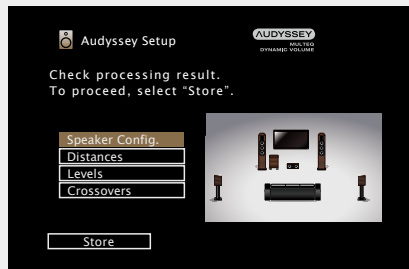 Audyssey Setup
AUDYSSEY
MULTEQ
DYNAMIC VOLUME
Check processing result.
To proceed, select “Store”.
Speaker Config.
Distances
Levels
Crossovers
Store